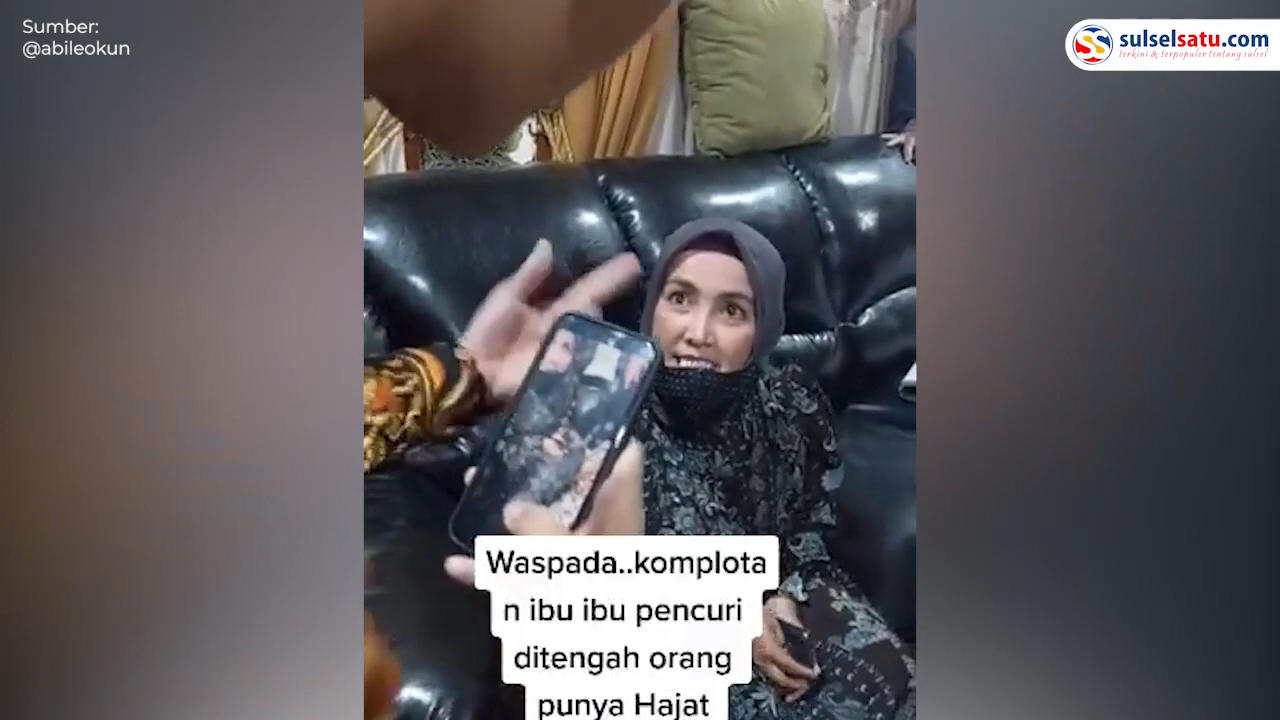 Sumber:
@abileokun
sulselsatu.com
terkini & terpopuler tentang sulsel
Waspada..komplota
n ibu ibu pencuri
ditengah orang
punya Hajat